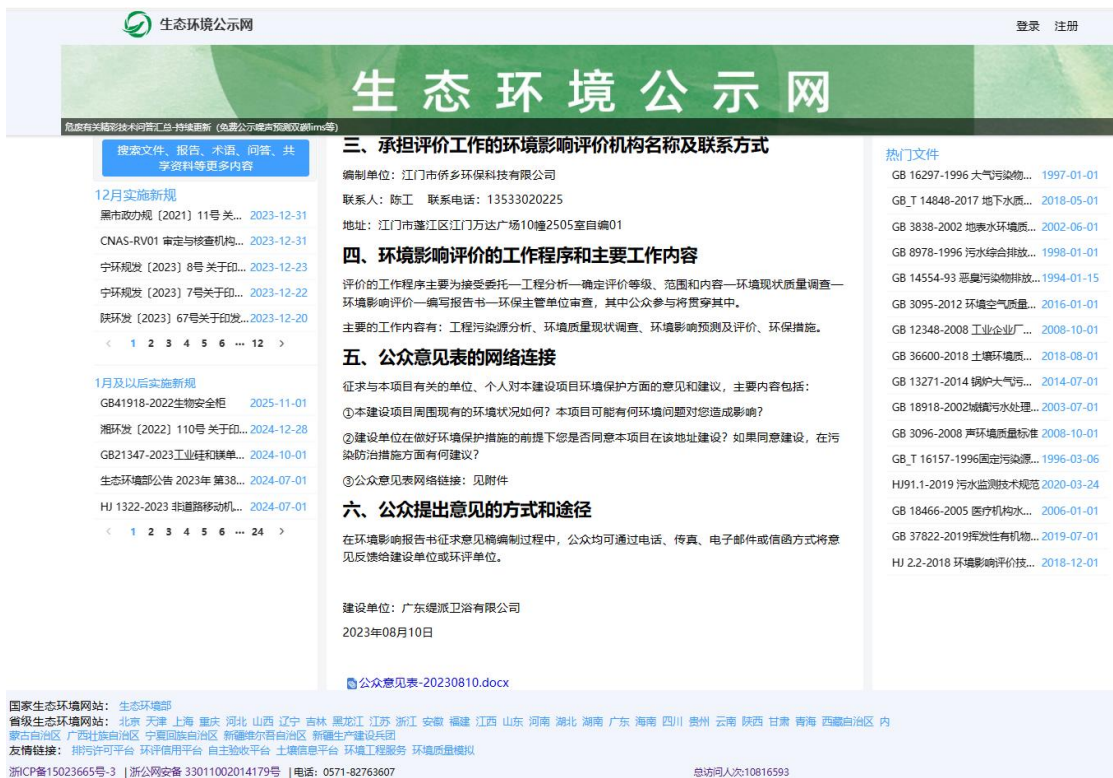 生态环境公示网
登录 注册
生态环境公示网
危废有关精彩技术问答汇总-持续更新（免费公示噪声预测双碳lims等）
搜索文件、报告、术语、问答、共
享资料等更多内容
12月实施新规
黑市政办规〔2021〕11号 关... 2023-12-31
CNAS-RV01 审定与核查机构... 2023-12-31
宁环规发〔2023〕8号 关于印... 2023-12-23
宁环规发〔2023〕7号关于印... 2023-12-22
陕环发〔2023〕67号关于印发... 2023-12-20
< 1 2 3 4 5 6 ··· 12 >
1月及以后实施新规
GB41918-2022生物安全柜 2025-11-01
湘环发〔2022〕110号 关于印... 2024-12-28
GB21347-2023工业硅和镁单... 2024-10-01
生态环境部公告 2023年 第38... 2024-07-01
HJ 1322-2023 非道路移动机... 2024-07-01
< 1 2 3 4 5 6 ··· 24 >
三、承担评价工作的环境影响评价机构名称及联系方式
编制单位：江门市侨乡环保科技有限公司
联系人：陈工 联系电话：13533020225
地址：江门市蓬江区江门万达广场10幢2505室自编01
四、环境影响评价的工作程序和主要工作内容
评价的工作程序主要为接受委托—工程分析—确定评价等级、范围和内容—环境现状质量调查—
环境影响评价—编写报告书—环保主管单位审查，其中公众参与将贯穿其中。
主要的工作内容有：工程污染源分析、环境质量现状调查、环境影响预测及评价、环保措施。
五、公众意见表的网络连接
征求与本项目有关的单位、个人对本建设项目环境保护方面的意见和建议，主要内容包括：
①本建设项目周围现有的环境状况如何？本项目可能有何环境问题对您造成影响？
②建设单位在做好环境保护措施的前提下您是否同意本项目在该地址建设？如果同意建设，在污
染防治措施方面有何建议？
③公众意见表网络链接：见附件
六、公众提出意见的方式和途径
在环境影响报告书征求意见稿编制过程中，公众均可通过电话、传真、电子邮件或信函方式将意
见反馈给建设单位或环评单位。
建设单位：广东缇派卫浴有限公司
2023年08月10日
公众意见表-20230810.docx
热门文件
GB 16297-1996 大气污染物... 1997-01-01
GB_T 14848-2017 地下水质... 2018-05-01
GB 3838-2002 地表水环境质... 2002-06-01
GB 8978-1996 污水综合排放... 1998-01-01
GB 14554-93 恶臭污染物排放... 1994-01-15
GB 3095-2012 环境空气质量... 2016-01-01
GB 12348-2008 工业企业厂... 2008-10-01
GB 36600-2018 土壤环境质... 2018-08-01
GB 13271-2014 锅炉大气污... 2014-07-01
GB 18918-2002城镇污水处理... 2003-07-01
GB 3096-2008 声环境质量标准 2008-10-01
GB_T 16157-1996固定污染源... 1996-03-06
HJ91.1-2019 污水监测技术规范 2020-03-24
GB 18466-2005 医疗机构水... 2006-01-01
GB 37822-2019挥发性有机物... 2019-07-01
HJ 2.2-2018 环境影响评价技... 2018-12-01
国家生态环境网站： 生态环境部
省级生态环境网站： 北京 天津 上海 重庆 河北 山西 辽宁 吉林 黑龙江 江苏 浙江 安徽 福建 江西 山东 河南 湖北 湖南 广东 海南 四川 贵州 云南 陕西 甘肃 青海 西藏自治区 内
蒙古自治区 广西壮族自治区 宁夏回族自治区 新疆维尔吾自治区 新疆生产建设兵团
友情链接： 排污许可平台 环评信用平台 自主验收平台 土壤信息平台 环境工程服务 环境质量模拟
浙ICP备15023665号-3 |浙公网安备 33011002014179号 |电话：0571-82763607 总访问人次:10816593